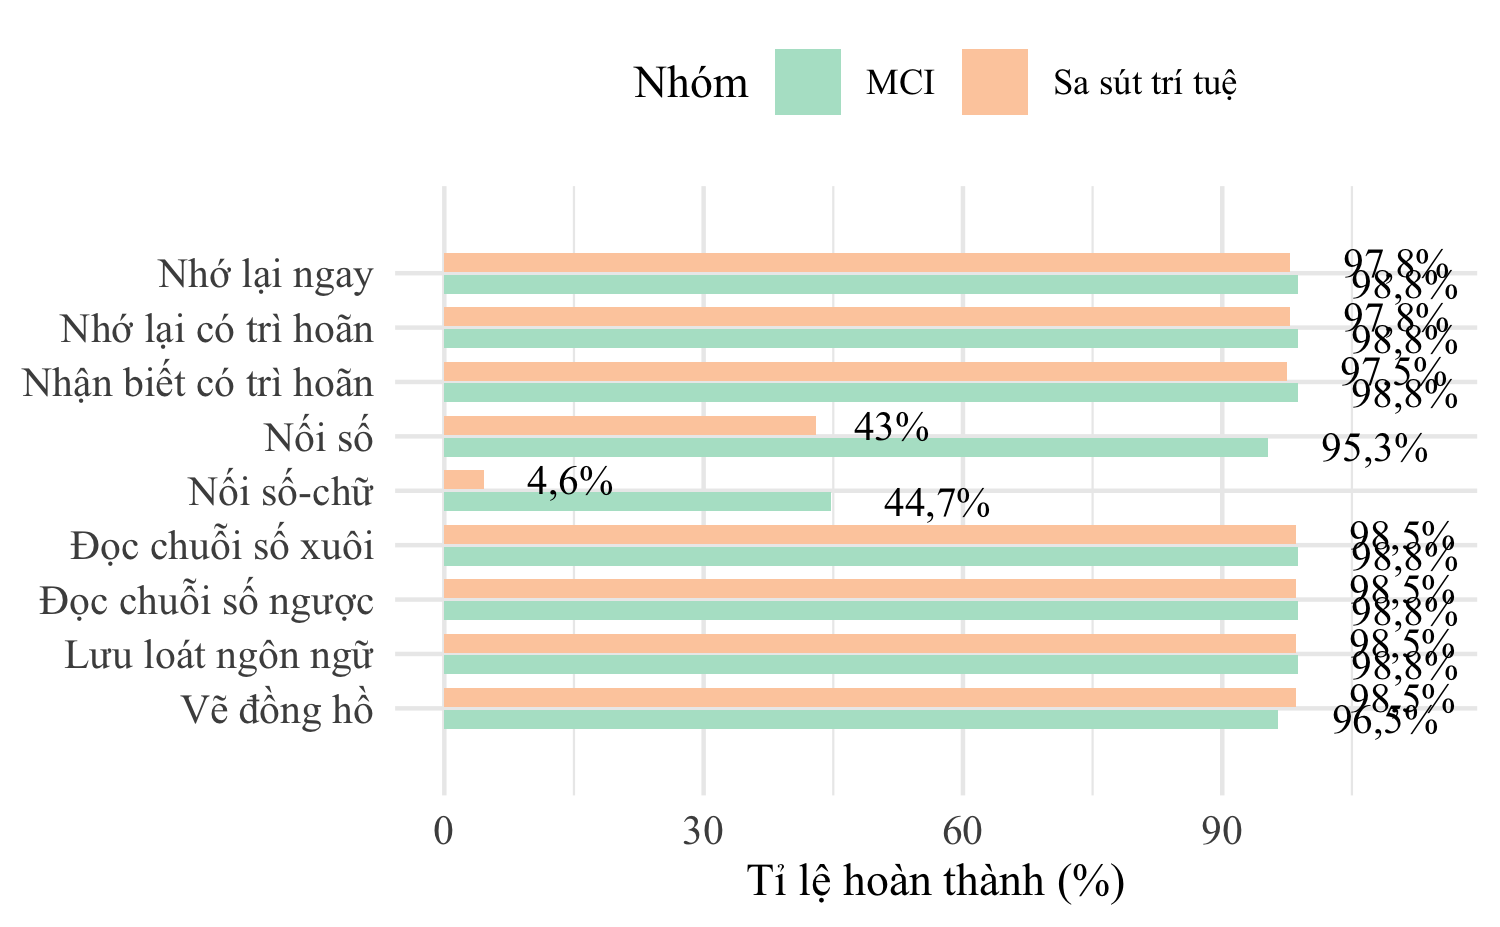 Nhóm MCI Sa sút trí tuệ
Nhớ lại ngay 97,8%
98,8%
Nhớ lại có trì hoãn 97,8%
98,8%
Nhận biết có trì hoãn 97,5%
98,8%
Nối số 43%
95,3%
Nối số-chữ 4,6%
44,7%
Đọc chuỗi số xuôi 98,5%
98,8%
Đọc chuỗi số ngược 98,5%
98,8%
Lưu loát ngôn ngữ 98,5%
98,8%
Vẽ đồng hồ 98,5%
96,5%
0 30 60 90
Tỉ lệ hoàn thành (%)